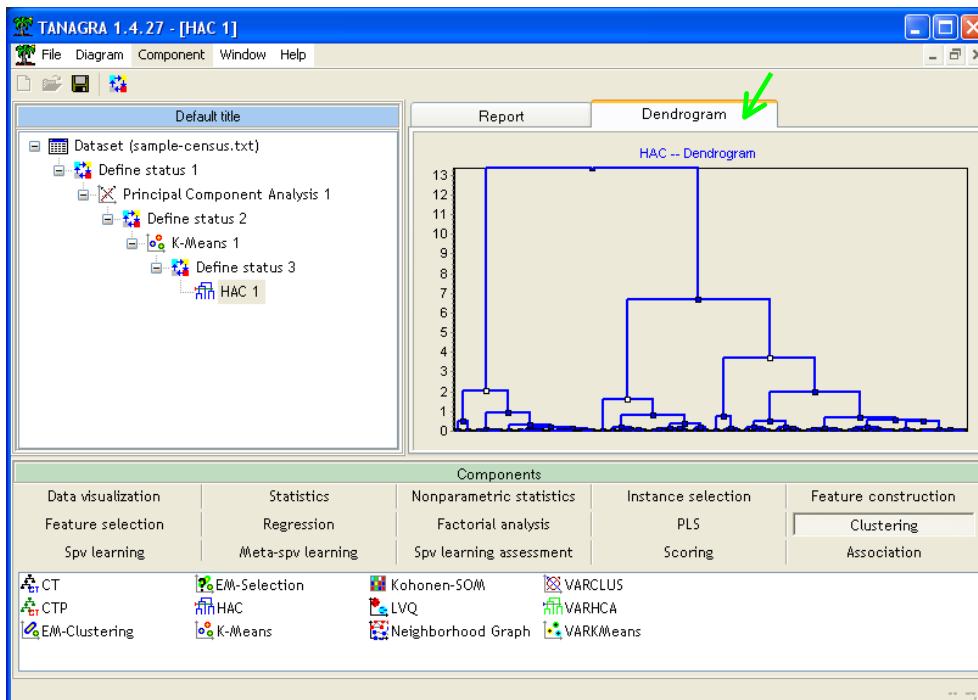 TANAGRA 1.4.27 - [HAC 1]
File Diagram Component Window Help
Default title
Dataset (sample-census.txt)
Define status 1
Principal Component Analysis 1
Define status 2
K-Means 1
Define status 3
HAC 1
Report Dendrogram
HAC -- Dendrogram
13
12
11
10
9
8
7
6
5
4
3
2
1
0
Components
Data visualization Statistics Nonparametric statistics Instance selection Feature construction
Feature selection Regression Factorial analysis PLS Clustering
Spv learning Meta-spv learning Spv learning assessment Scoring Association
CT EM-Selection Kohonen-SOM VARCLUS
CTP HAC LVQ VARHCA
EM-Clustering K-Means Neighborhood Graph VARKMeans